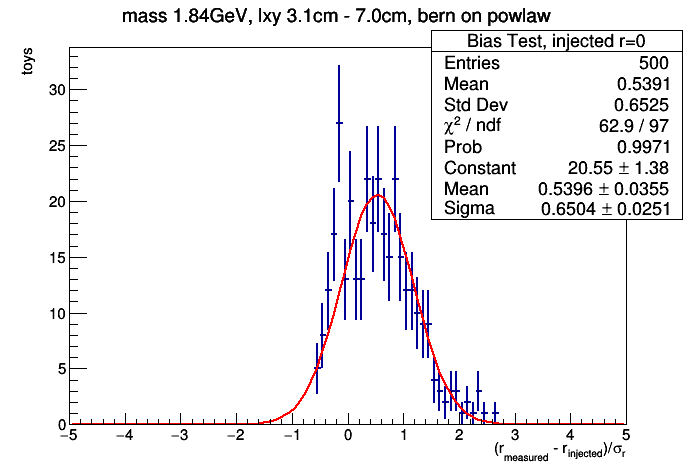 mass 1.84GeV, lxy 3.1cm - 7.0cm, bern on powlaw
Bias Test, injected r=0
Entries 500
Mean 0.5391
Std Dev 0.6525
χ² / ndf 62.9 / 97
Prob 0.9971
Constant 20.55 ± 1.38
Mean 0.5396 ± 0.0355
Sigma 0.6504 ± 0.0251
toys
30
25
20
15
10
5
0
−5 −4 −3 −2 −1 0 1 2 3 4 5
(r_measured - r_injected)/σ_r